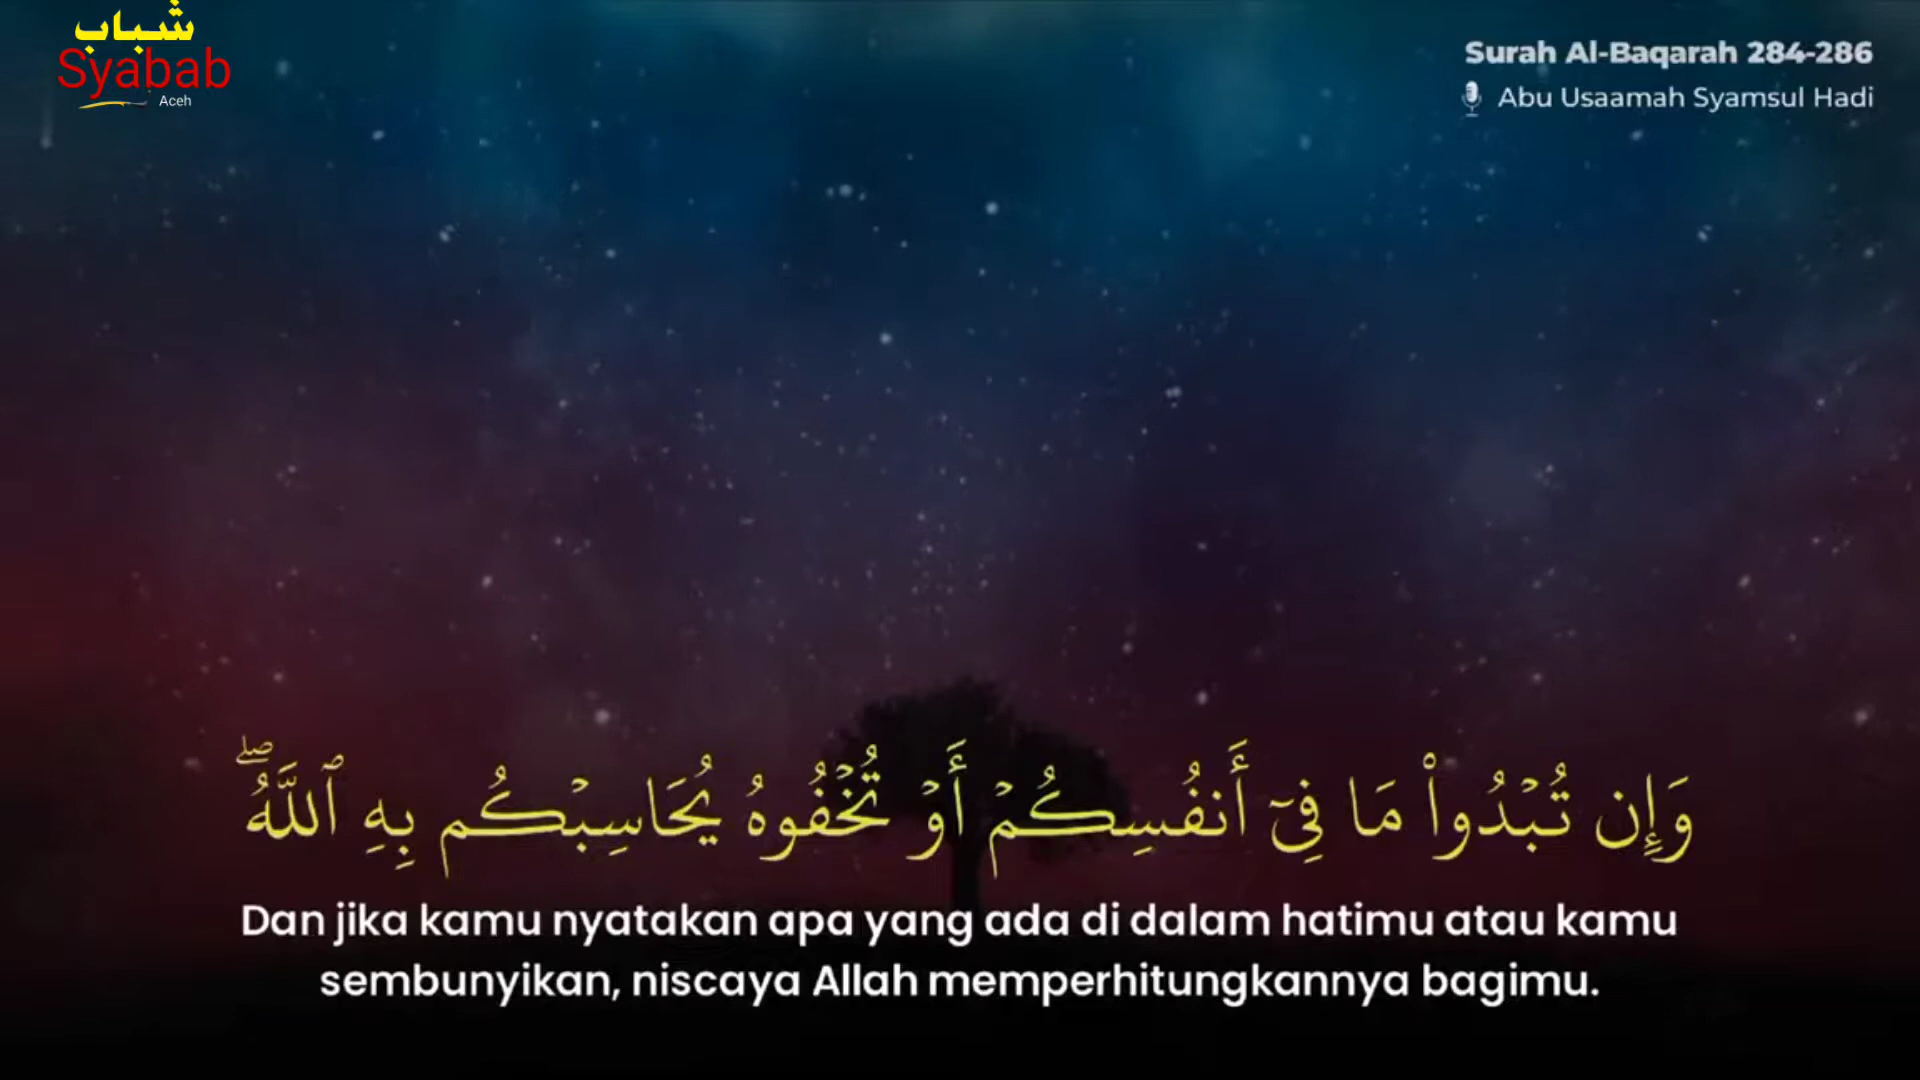 شباب
Syabab
Aceh
Surah Al-Baqarah 284-286
Abu Usaamah Syamsul Hadi
وَإِن تُبۡدُواْ مَا فِيٓ أَنفُسِكُمۡ أَوۡ تُخۡفُوهُ يُحَاسِبۡكُم بِهِ ٱللَّهُۖ
Dan jika kamu nyatakan apa yang ada di dalam hatimu atau kamu
sembunyikan, niscaya Allah memperhitungkannya bagimu.